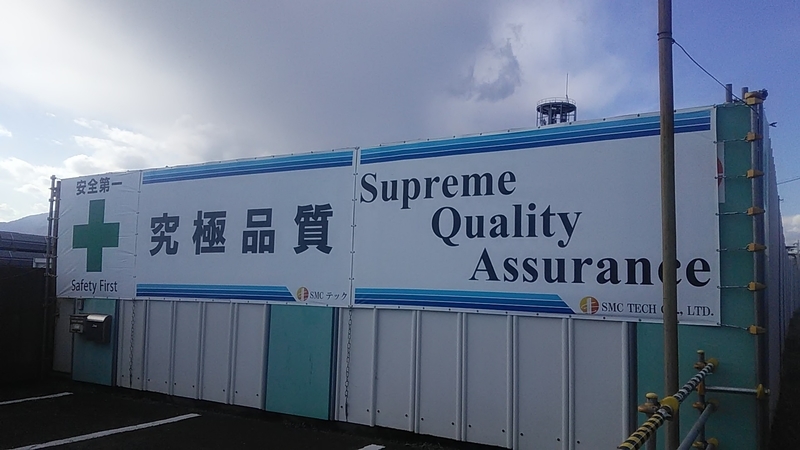 安全第一
Safety First
究極品質
SMC テック
Supreme
Quality
Assurance
SMC TECH CO., LTD.